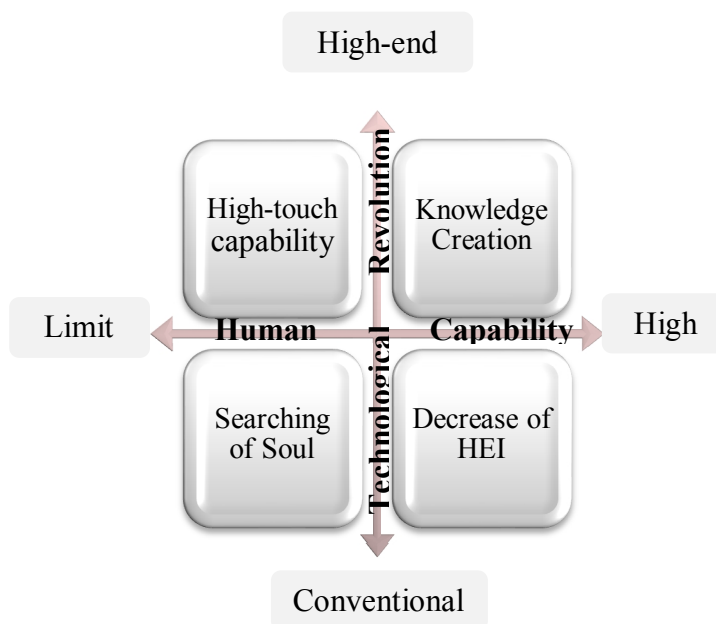 High-end
High-touch
capability
Knowledge
Creation
Technological Revolution
Limit
Human Capability
High
Searching
of Soul
Decrease of
HEI
Conventional